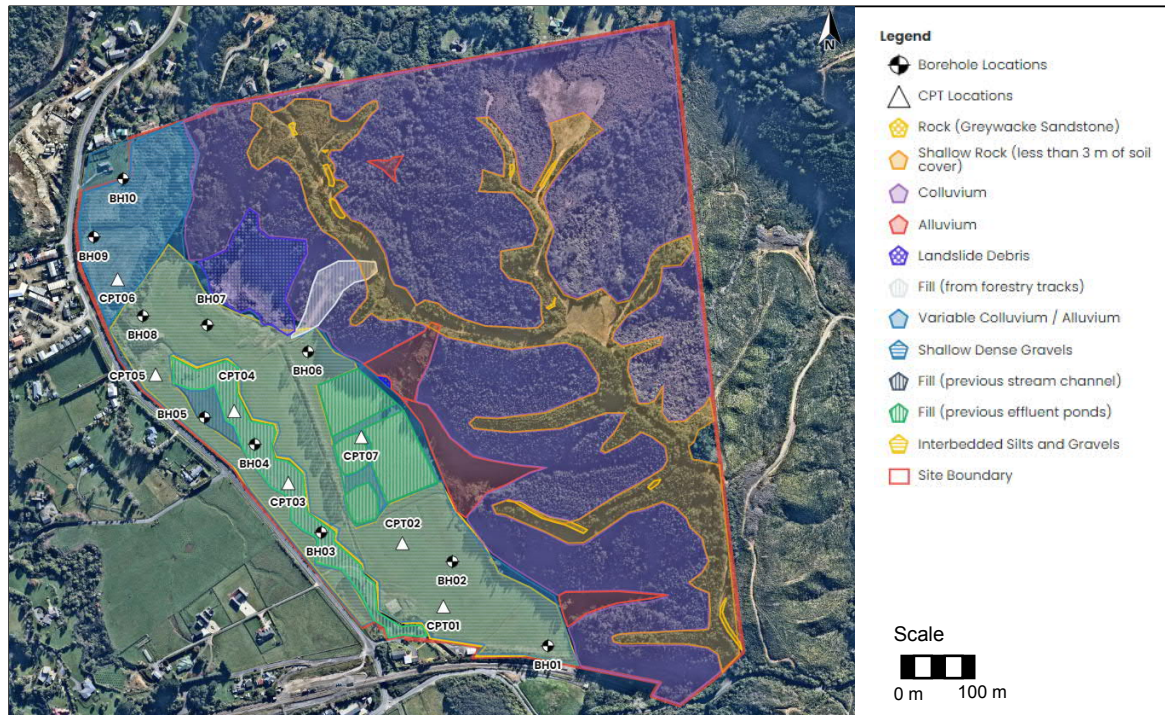 N
BH10
BH09
CPT06
BH07
BH08
BH06
CPT05
CPT04
BH05
BH04
CPT07
CPT03
CPT02
BH03
BH02
CPT01
BH01
Legend
Borehole Locations
CPT Locations
Rock (Greywacke Sandstone)
Shallow Rock (less than 3 m of soil
cover)
Colluvium
Alluvium
Landslide Debris
Fill (from forestry tracks)
Variable Colluvium / Alluvium
Shallow Dense Gravels
Fill (previous stream channel)
Fill (previous effluent ponds)
Interbedded Silts and Gravels
Site Boundary
Scale
0 m 100 m